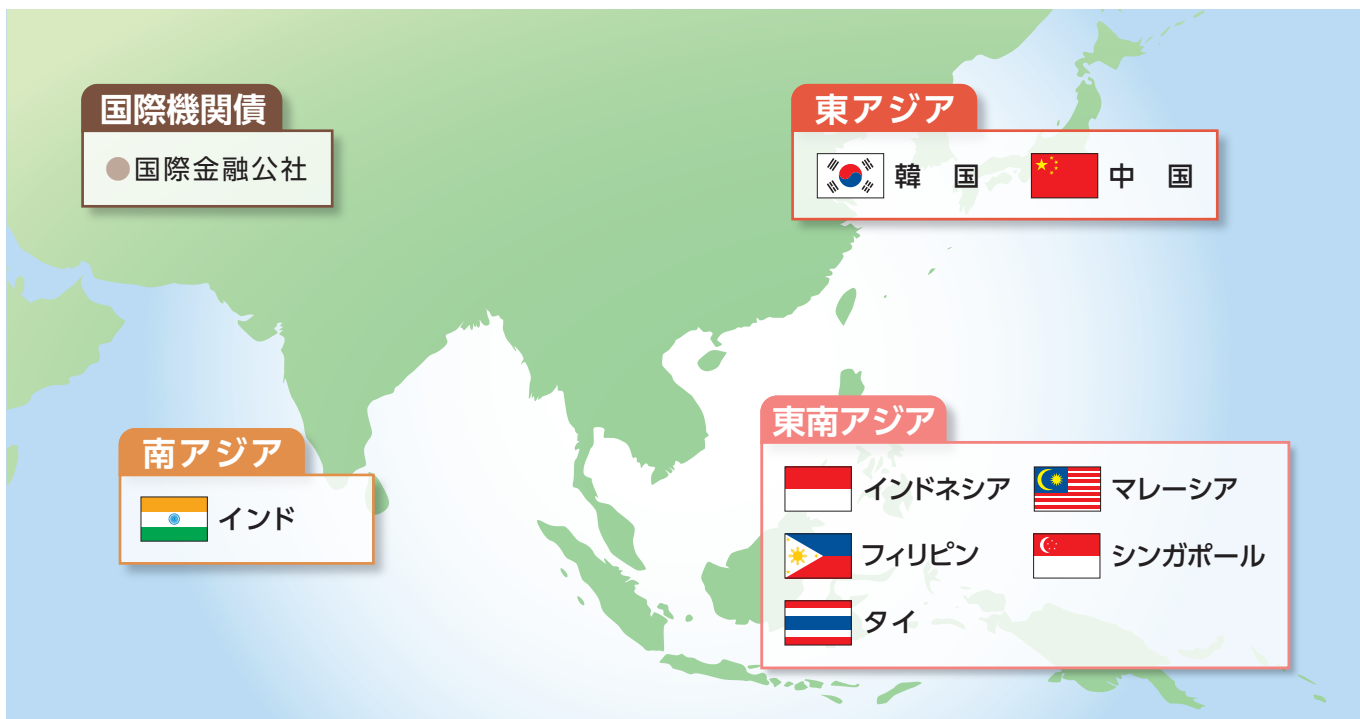 国際機関債
●国際金融公社
東アジア
韓　国　中　国
南アジア
インド
東南アジア
インドネシア　マレーシア
フィリピン　シンガポール
タイ